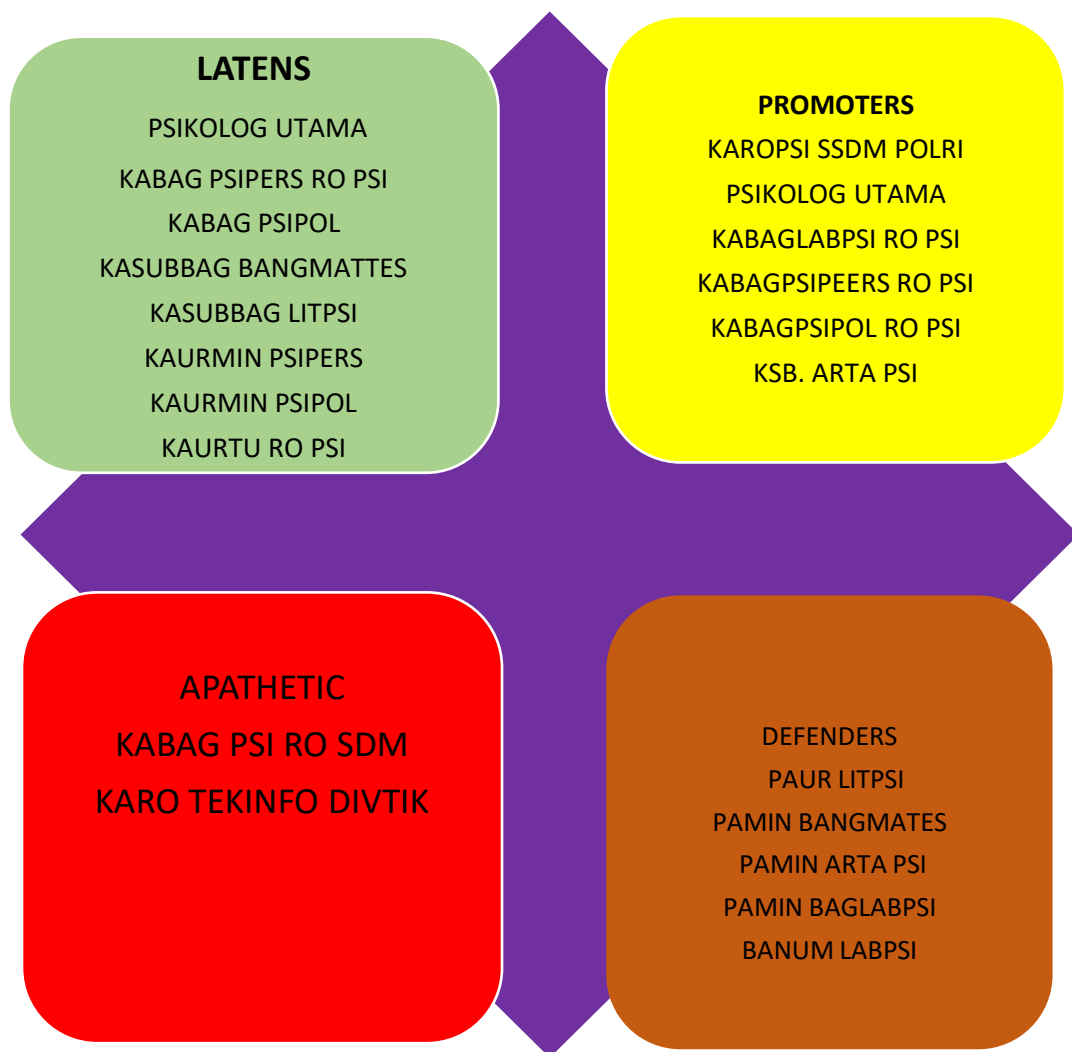 LATENS
PSIKOLOG UTAMA
KABAG PSIPERS RO PSI
KABAG PSIPOL
KASUBBAG BANGMATTES
KASUBBAG LITPSI
KAURMIN PSIPERS
KAURMIN PSIPOL
KAURTU RO PSI
PROMOTERS
KAROPSI SSDM POLRI
PSIKOLOG UTAMA
KABAGLABPSI RO PSI
KABAGPSIPEERS RO PSI
KABAGPSIPOL RO PSI
KSB. ARTA PSI
APATHETIC
KABAG PSI RO SDM
KARO TEKINFO DIVTIK
DEFENDERS
PAUR LITPSI
PAMIN BANGMATES
PAMIN ARTA PSI
PAMIN BAGLABPSI
BANUM LABPSI